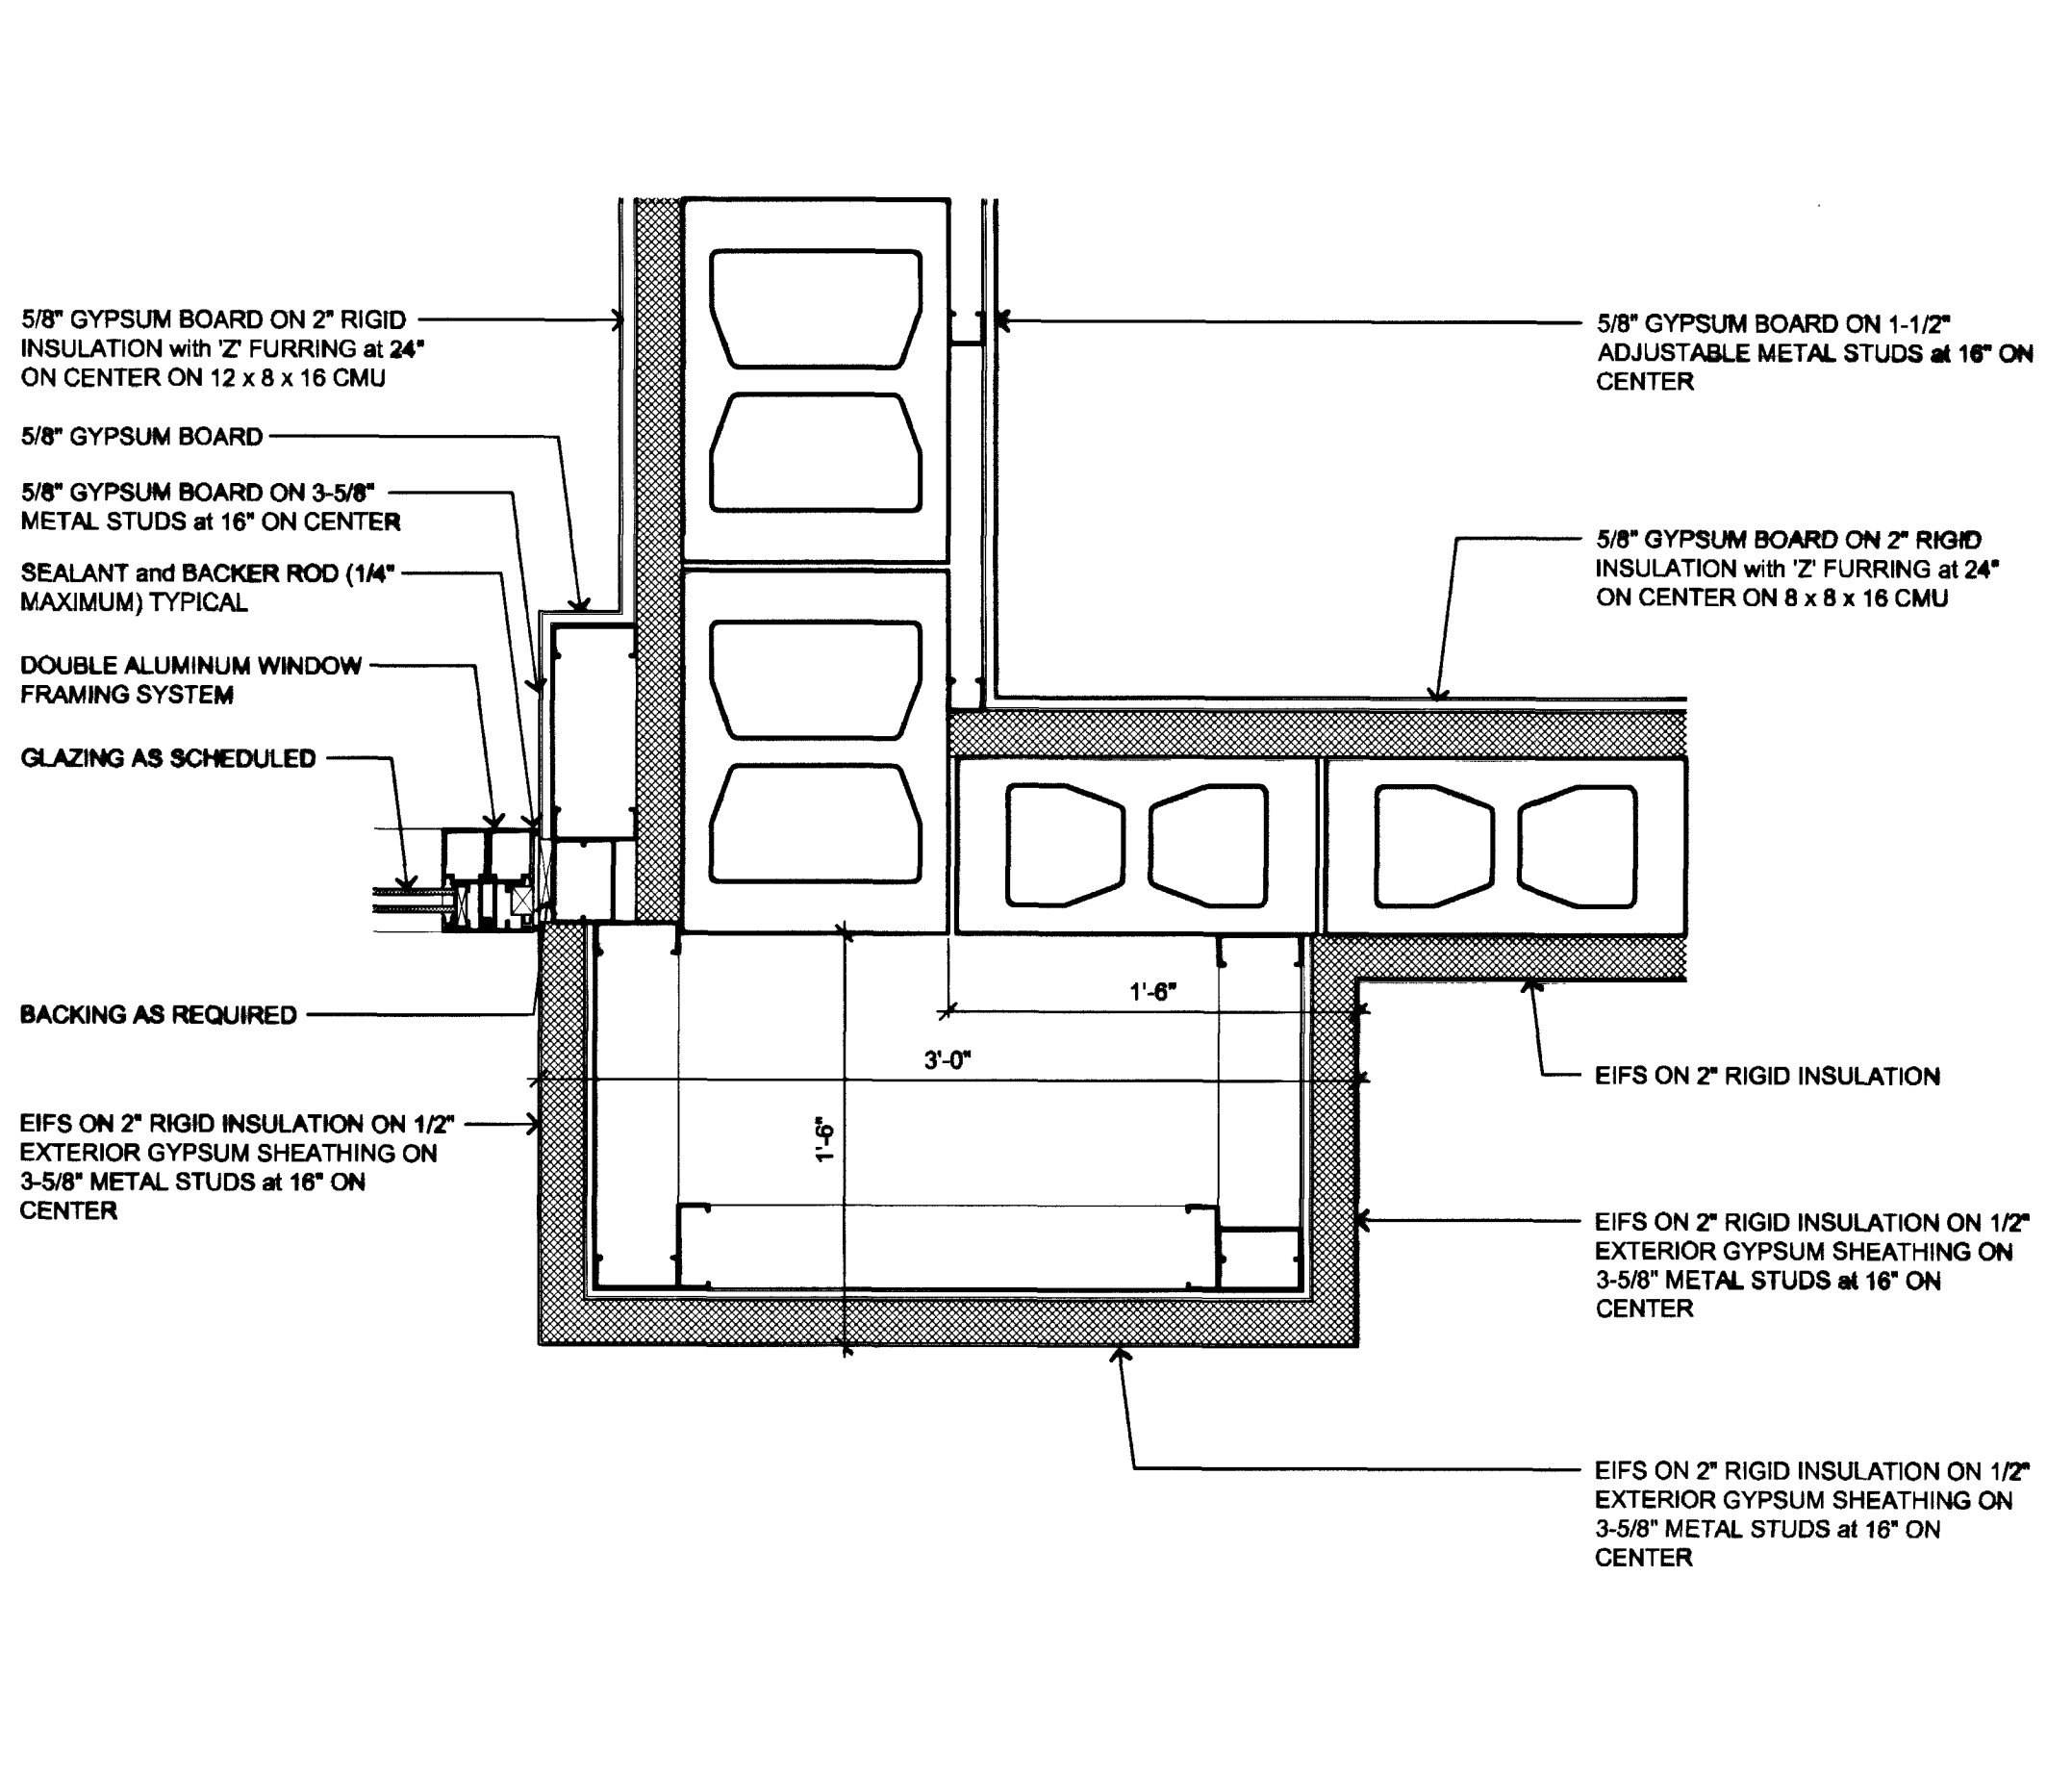 5/8" GYPSUM BOARD ON 2" RIGID
INSULATION with 'Z' FURRING at 24"
ON CENTER ON 12 x 8 x 16 CMU
5/8" GYPSUM BOARD
5/8" GYPSUM BOARD ON 3-5/8"
METAL STUDS at 16" ON CENTER
SEALANT and BACKER ROD (1/4"
MAXIMUM) TYPICAL
DOUBLE ALUMINUM WINDOW
FRAMING SYSTEM
GLAZING AS SCHEDULED
BACKING AS REQUIRED
EIFS ON 2" RIGID INSULATION ON 1/2"
EXTERIOR GYPSUM SHEATHING ON
3-5/8" METAL STUDS at 16" ON
CENTER
1'-6"
3'-0"
1'-6"
5/8" GYPSUM BOARD ON 1-1/2"
ADJUSTABLE METAL STUDS at 16" ON
CENTER
5/8" GYPSUM BOARD ON 2" RIGID
INSULATION with 'Z' FURRING at 24"
ON CENTER ON 8 x 8 x 16 CMU
EIFS ON 2" RIGID INSULATION
EIFS ON 2" RIGID INSULATION ON 1/2"
EXTERIOR GYPSUM SHEATHING ON
3-5/8" METAL STUDS at 16" ON
CENTER
EIFS ON 2" RIGID INSULATION ON 1/2"
EXTERIOR GYPSUM SHEATHING ON
3-5/8" METAL STUDS at 16" ON
CENTER